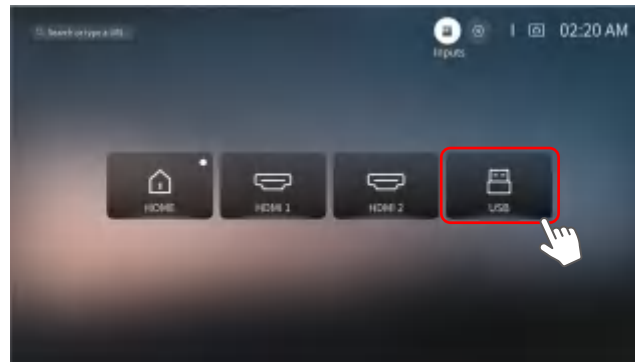 Search or type a URL
Inputs
02:20 AM
HOME
HDMI 1
HDMI 2
USB